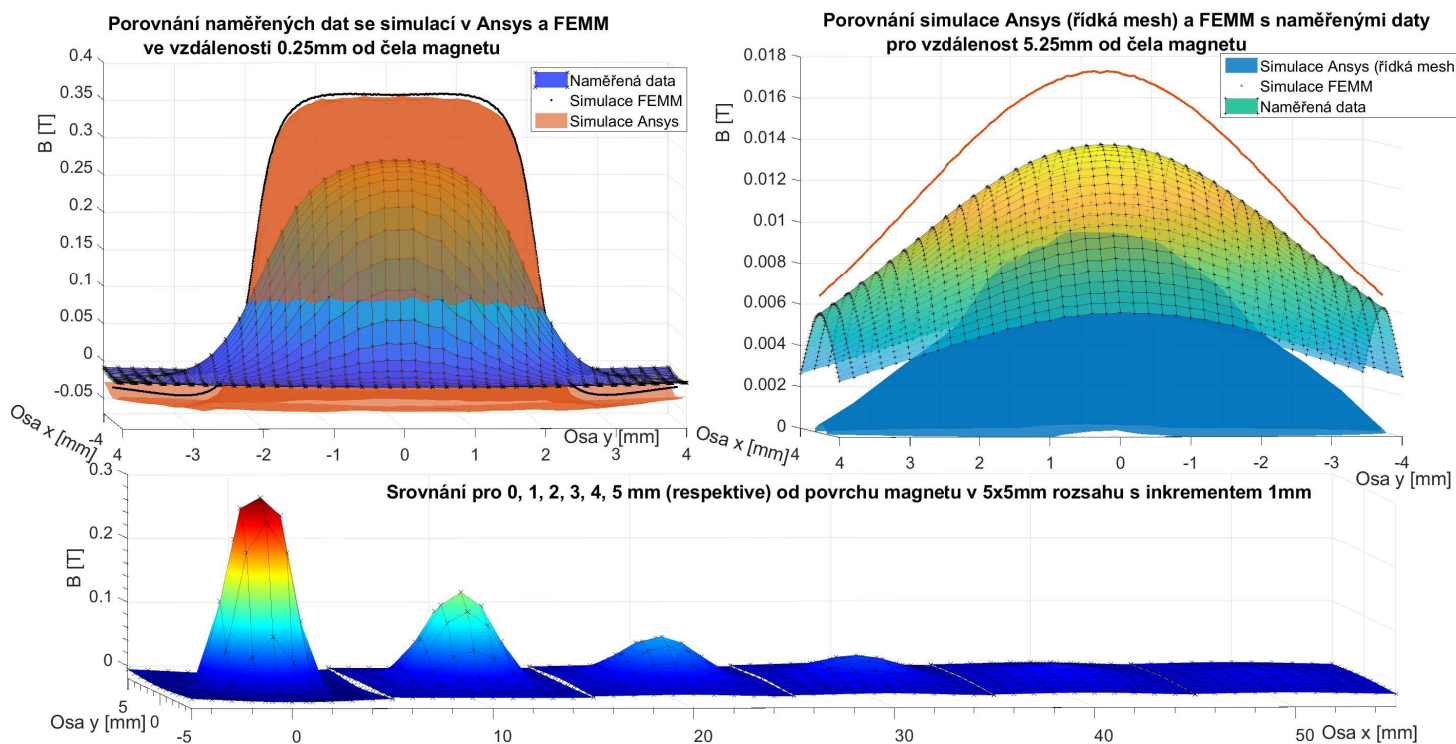 Porovnání naměřených dat se simulací v Ansys a FEMM
ve vzdálenosti 0.25mm od čela magnetu
0.4
0.35
0.3
0.25
0.2
0.15
0.1
0.05
0
-0.05
B [T]
Naměřená data
Simulace FEMM
Simulace Ansys
Osa x [mm]
-4
4
-4
-3
-2
-1
0
1
2
3
4
Osa y [mm]
Porovnání simulace Ansys (řídká mesh) a FEMM s naměřenými daty
pro vzdálenost 5.25mm od čela magnetu
0.018
0.016
0.014
0.012
0.01
0.008
0.006
0.004
0.002
0
B [T]
Simulace Ansys (řídká mesh
Simulace FEMM
Naměřená data
Osa x [mm]
4
4
3
2
1
0
-1
-2
-3
-4
Osa y [mm]
Srovnání pro 0, 1, 2, 3, 4, 5 mm (respektive) od povrchu magnetu v 5x5mm rozsahu s inkrementem 1mm
0.3
0.2
0.1
0
B [T]
5
0
-5
Osa y [mm]
0
10
20
30
40
50
Osa x [mm]